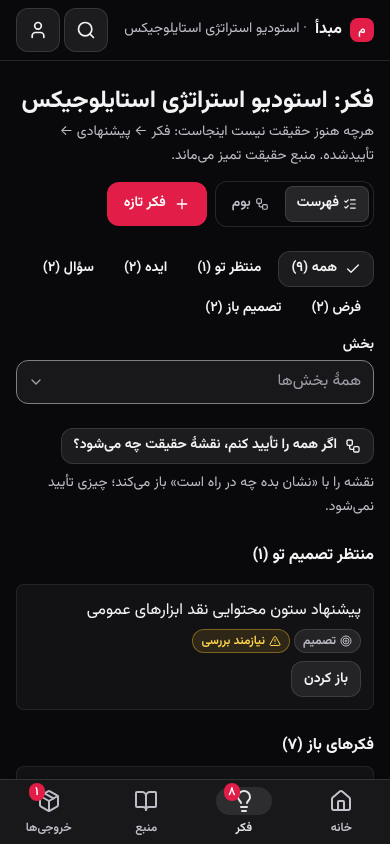 م مبدأ · استودیو استراتژی استایلوجیکس
فکر: استودیو استراتژی استایلوجیکس
هرچه هنوز حقیقت نیست اینجاست: فکر ← پیشنهادی ←
تأییدشده. منبع حقیقت تمیز می‌ماند.
فهرست بوم فکر تازه
همه (۹) منتظر تو (۱) ایده (۲) سؤال (۲)
فرض (۲) تصمیم باز (۲)
بخش
همهٔ بخش‌ها
اگر همه را تأیید کنم، نقشهٔ حقیقت چه می‌شود؟
نقشه را با «نشان بده چه در راه است» باز می‌کند؛ چیزی تأیید
نمی‌شود.
منتظر تصمیم تو (۱)
پیشنهاد ستون محتوایی نقد ابزارهای عمومی
تصمیم نیازمند بررسی
باز کردن
فکرهای باز (۷)
۸ ۱
خانه فکر منبع خروجی‌ها